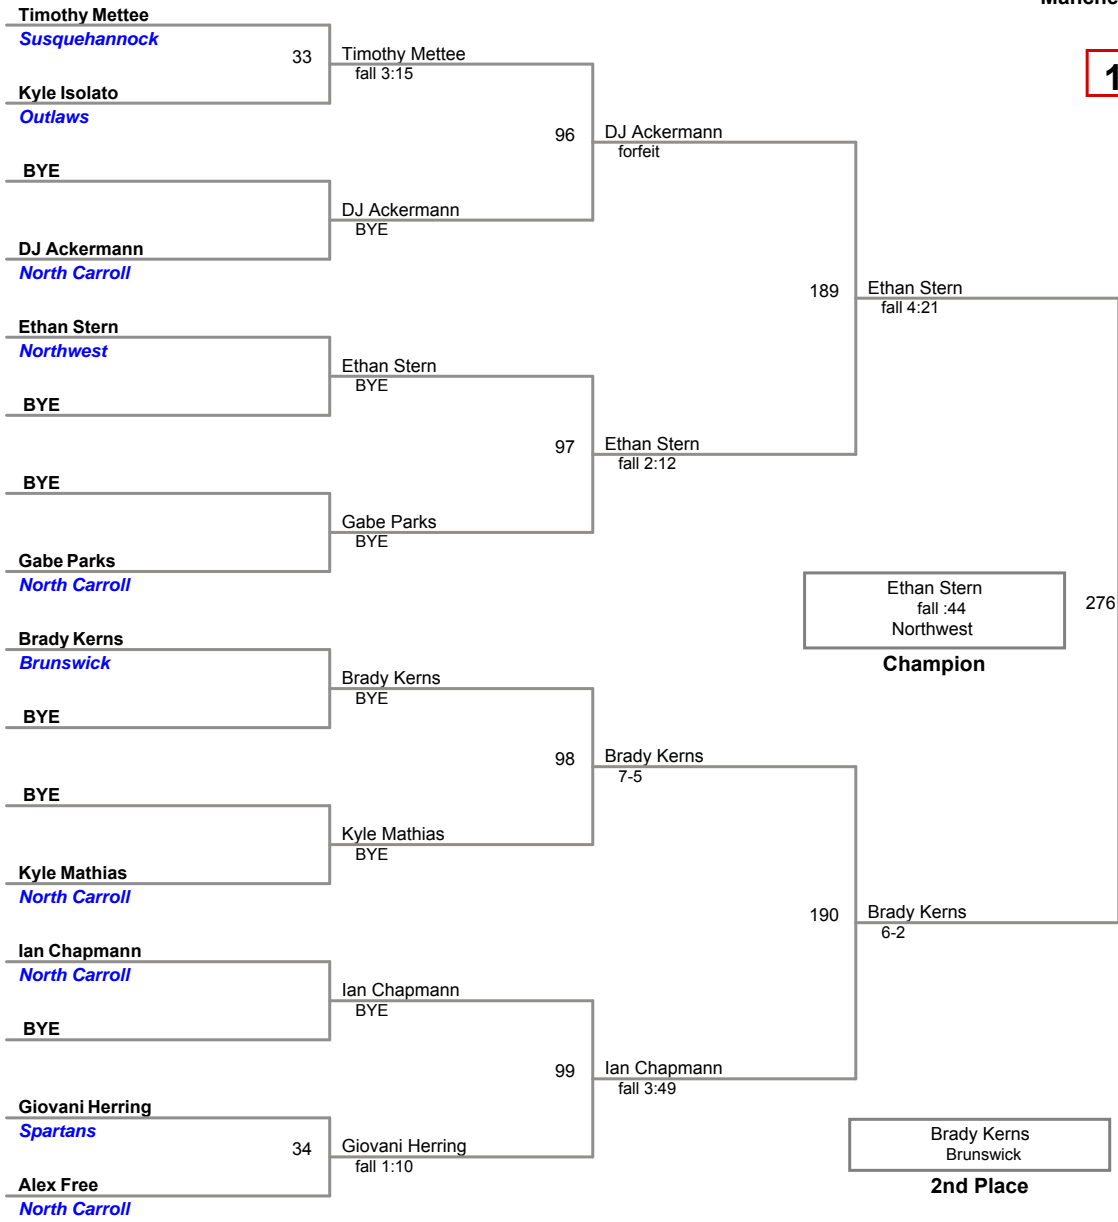 Timothy Mettee
Susquehannock
33
Timothy Mettee
fall 3:15
Kyle Isolato
Outlaws
1
96
DJ Ackermann
forfeit
BYE
DJ Ackermann
BYE
DJ Ackermann
North Carroll
189
Ethan Stern
fall 4:21
Ethan Stern
Northwest
Ethan Stern
BYE
BYE
97
Ethan Stern
fall 2:12
BYE
Gabe Parks
BYE
Gabe Parks
North Carroll
Ethan Stern
fall :44
Northwest
Champion
276
Brady Kerns
Brunswick
Brady Kerns
BYE
BYE
98
Brady Kerns
7-5
BYE
Kyle Mathias
BYE
Kyle Mathias
North Carroll
190
Brady Kerns
6-2
Ian Chapmann
North Carroll
Ian Chapmann
BYE
BYE
99
Ian Chapmann
fall 3:49
Giovani Herring
Spartans
34
Giovani Herring
fall 1:10
Alex Free
North Carroll
Brady Kerns
Brunswick
2nd Place